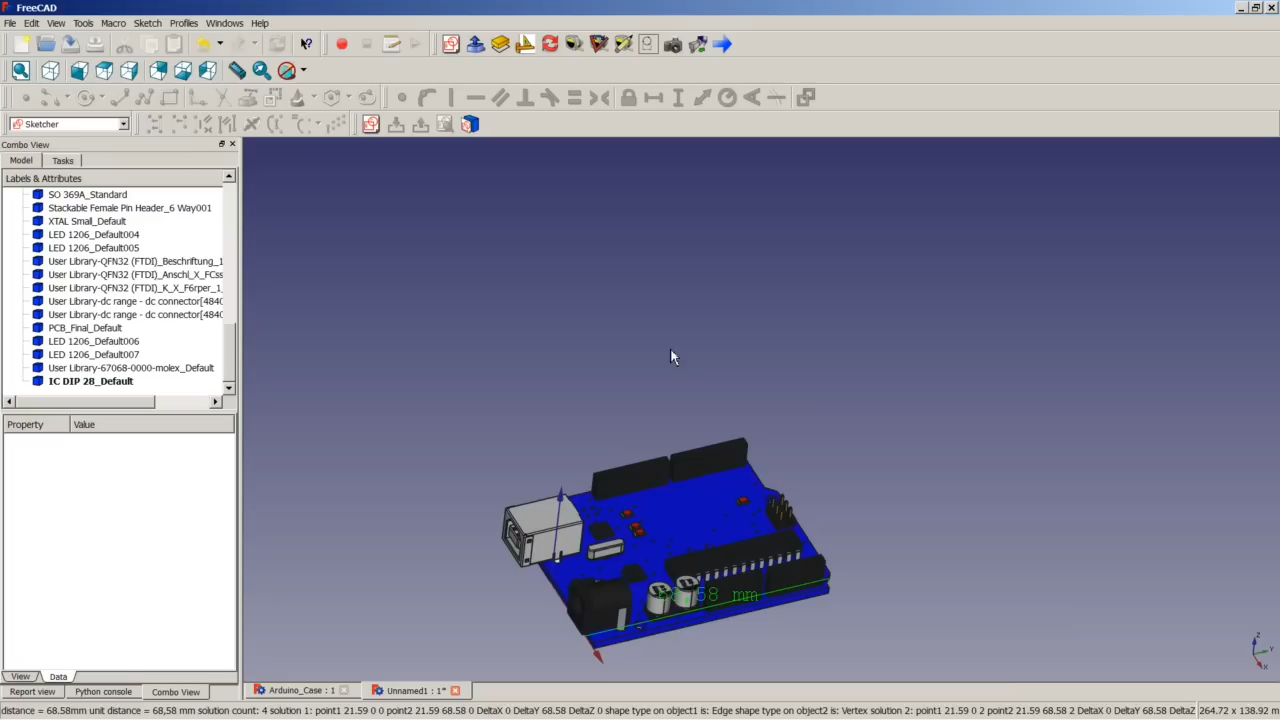 FreeCAD
File Edit View Tools Macro Sketch Profiles Windows Help
Sketcher
Combo View
Model Tasks
Labels & Attributes
SO 369A_Standard
Stackable Female Pin Header_6 Way001
XTAL Small_Default
LED 1206_Default004
LED 1206_Default005
User Library-QFN32 (FTDI)_Beschriftung_1
User Library-QFN32 (FTDI)_Anschl_X_FCss
User Library-QFN32 (FTDI)_K_X_F6rper_1_
User Library-dc range - dc connector[4840
User Library-dc range - dc connector[4840
PCB_Final_Default
LED 1206_Default006
LED 1206_Default007
User Library-67068-0000-molex_Default
IC DIP 28_Default
Property Value
68,58 mm
Z
Y
X
View Data
Report view Python console Combo View
Arduino_Case : 1
Unnamed1 : 1*
distance = 68.58mm unit distance = 68,58 mm solution count: 4 solution 1: point1 21.59 0 0 point2 21.59 68.58 0 DeltaX 0 DeltaY 68.58 DeltaZ 0 shape type on object1 is: Edge shape type on object2 is: Vertex solution 2: point1 21.59 0 2 point2 21.59 68.58 2 DeltaX 0 DeltaY 68.58 DeltaZ
264.72 x 138.92 m